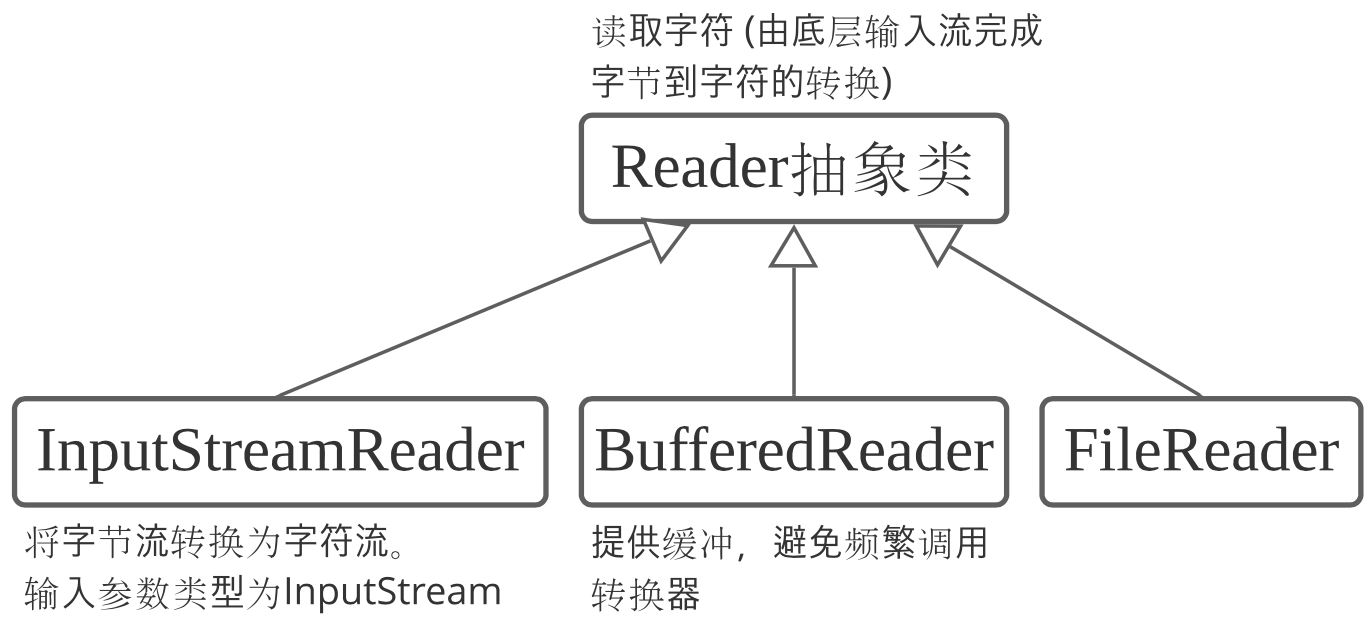 读取字符 (由底层输入流完成
字节到字符的转换)
Reader抽象类
InputStreamReader
BufferedReader
FileReader
将字节流转换为字符流。
输入参数类型为InputStream
提供缓冲，避免频繁调用
转换器